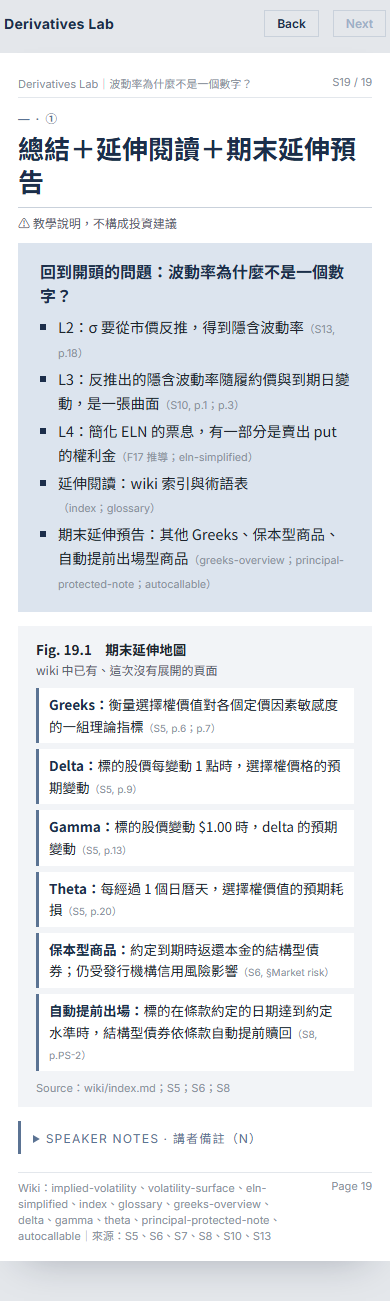 Derivatives Lab
Back
Next
Derivatives Lab｜波動率為什麼不是一個數字？
S19 / 19
— · ①
總結＋延伸閱讀＋期末延伸預
告
⚠ 教學說明，不構成投資建議
回到開頭的問題：波動率為什麼不是一個數
字？
L2：σ 要從市價反推，得到隱含波動率（S13,
p.18）
L3：反推出的隱含波動率隨履約價與到期日變
動，是一張曲面（S10, p.1；p.3）
L4：簡化 ELN 的票息，有一部分是賣出 put
的權利金（F17 推導；eln-simplified）
延伸閱讀：wiki 索引與術語表
（index；glossary）
期末延伸預告：其他 Greeks、保本型商品、
自動提前出場型商品（greeks-overview；principal-
protected-note；autocallable）
Fig. 19.1　期末延伸地圖
wiki 中已有、這次沒有展開的頁面
Greeks：衡量選擇權價值對各個定價因素敏感度
的一組理論指標（S5, p.6；p.7）
Delta：標的股價每變動 1 點時，選擇權價格的預
期變動（S5, p.9）
Gamma：標的股價變動 $1.00 時，delta 的預期
變動（S5, p.13）
Theta：每經過 1 個日曆天，選擇權價值的預期耗
損（S5, p.20）
保本型商品：約定到期時返還本金的結構型債
券；仍受發行機構信用風險影響（S6, §Market risk）
自動提前出場：標的在條款約定的日期達到約定
水準時，結構型債券依條款自動提前贖回（S8,
p.PS-2）
Source：wiki/index.md；S5；S6；S8
▶ SPEAKER NOTES · 講者備註（N）
Wiki：implied-volatility、volatility-surface、eln-
simplified、index、glossary、greeks-overview、
delta、gamma、theta、principal-protected-note、
autocallable｜來源：S5、S6、S7、S8、S10、S13
Page 19